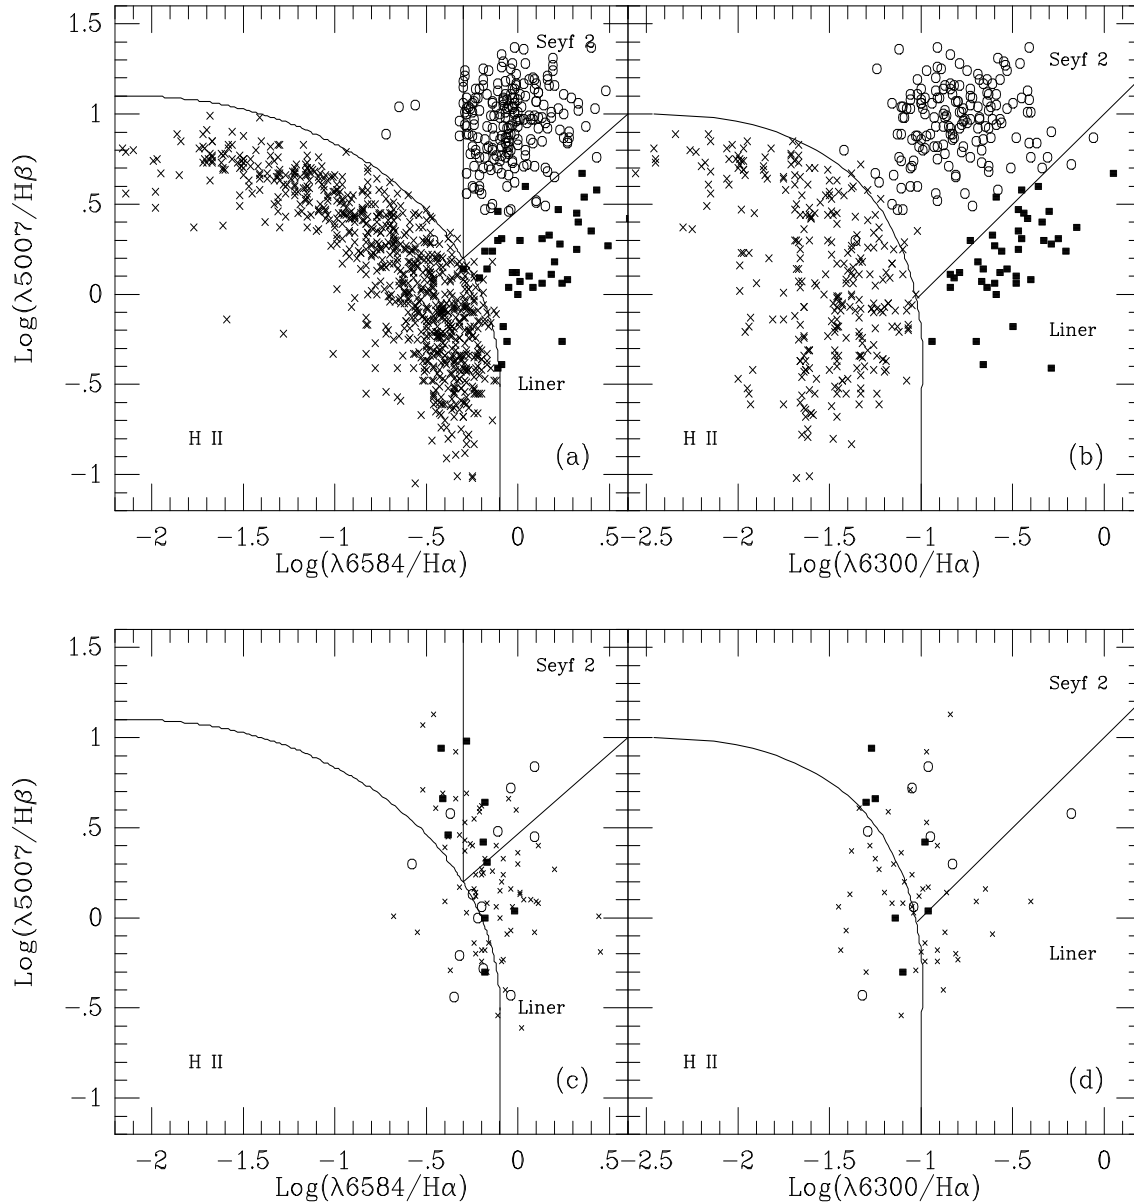 1.5
1
.5
0
−.5
−1
Log(λ5007/Hβ)
Seyf 2
Liner
H II
(a)
−2
−1.5
−1
−.5
0
.5
Log(λ6584/Hα)
Seyf 2
Liner
H II
(b)
−2.5
−2
−1.5
−1
−.5
0
Log(λ6300/Hα)
1.5
1
.5
0
−.5
−1
Log(λ5007/Hβ)
Seyf 2
Liner
H II
(c)
−2
−1.5
−1
−.5
0
.5
Log(λ6584/Hα)
Seyf 2
Liner
H II
(d)
−2.5
−2
−1.5
−1
−.5
0
Log(λ6300/Hα)